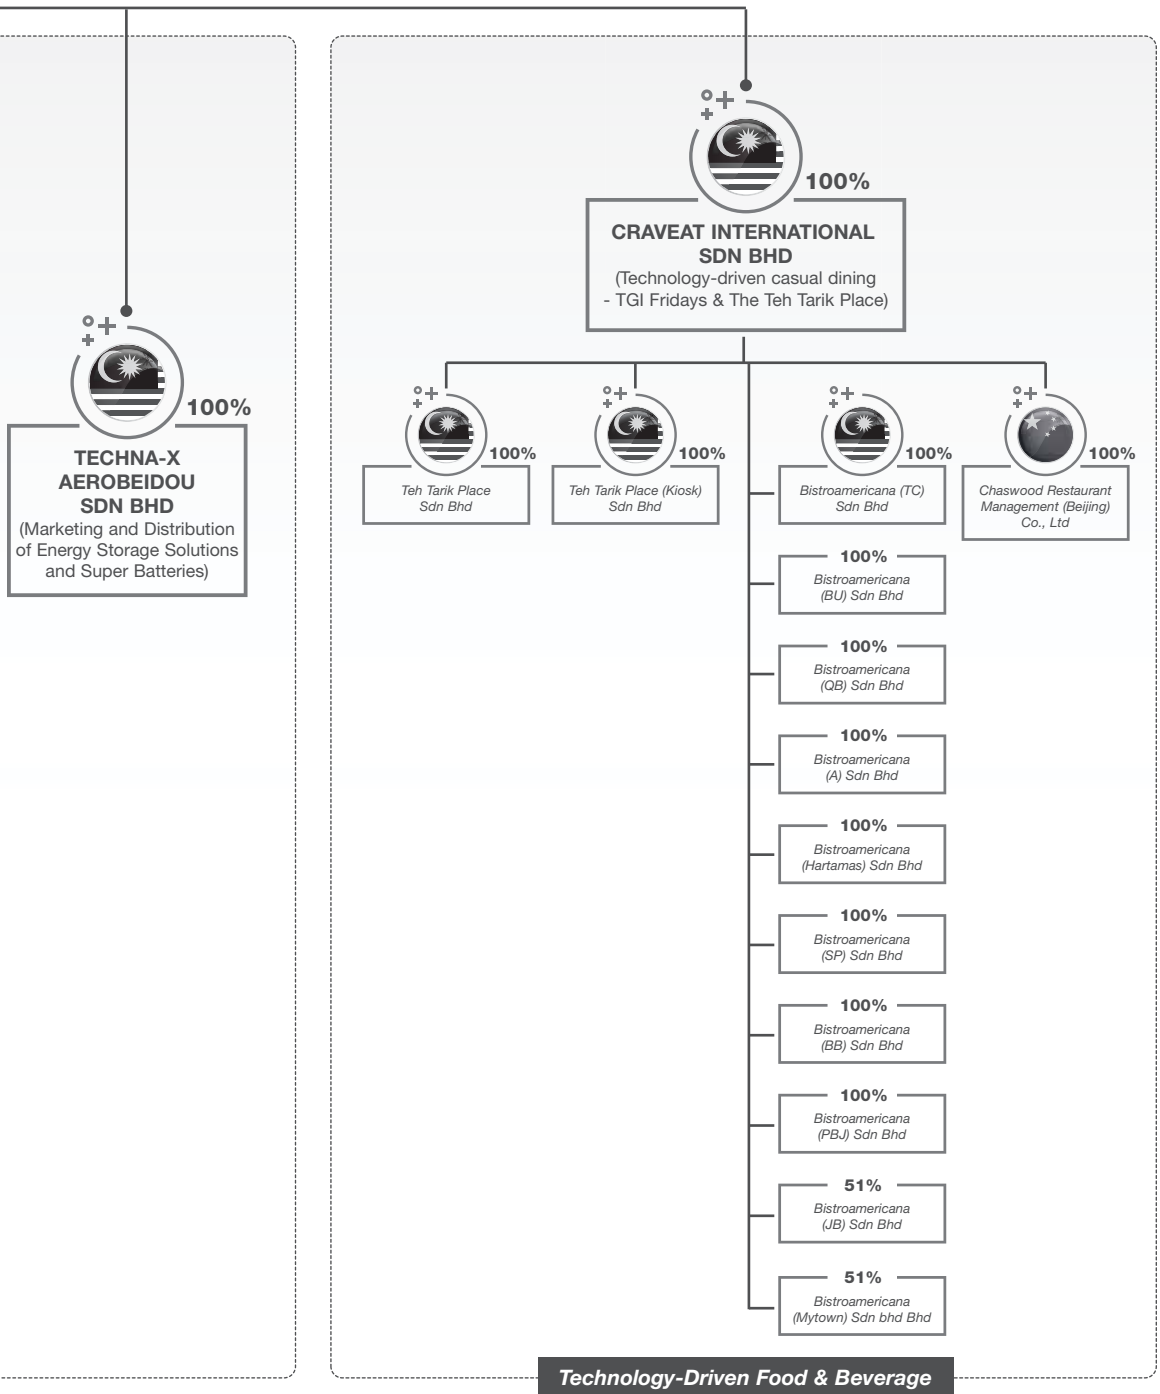 100%
CRAVEAT INTERNATIONAL
SDN BHD
(Technology-driven casual dining
- TGI Fridays & The Teh Tarik Place)
100%
TECHNA-X
AEROBEIDOU
SDN BHD
(Marketing and Distribution
of Energy Storage Solutions
and Super Batteries)
100%
Teh Tarik Place
Sdn Bhd
100%
Teh Tarik Place (Kiosk)
Sdn Bhd
100%
Bistroamericana (TC)
Sdn Bhd
100%
Chaswood Restaurant
Management (Beijing)
Co., Ltd
100%
Bistroamericana
(BU) Sdn Bhd
100%
Bistroamericana
(QB) Sdn Bhd
100%
Bistroamericana
(A) Sdn Bhd
100%
Bistroamericana
(Hartamas) Sdn Bhd
100%
Bistroamericana
(SP) Sdn Bhd
100%
Bistroamericana
(BB) Sdn Bhd
100%
Bistroamericana
(PBJ) Sdn Bhd
51%
Bistroamericana
(JB) Sdn Bhd
51%
Bistroamericana
(Mytown) Sdn bhd Bhd
Technology-Driven Food & Beverage